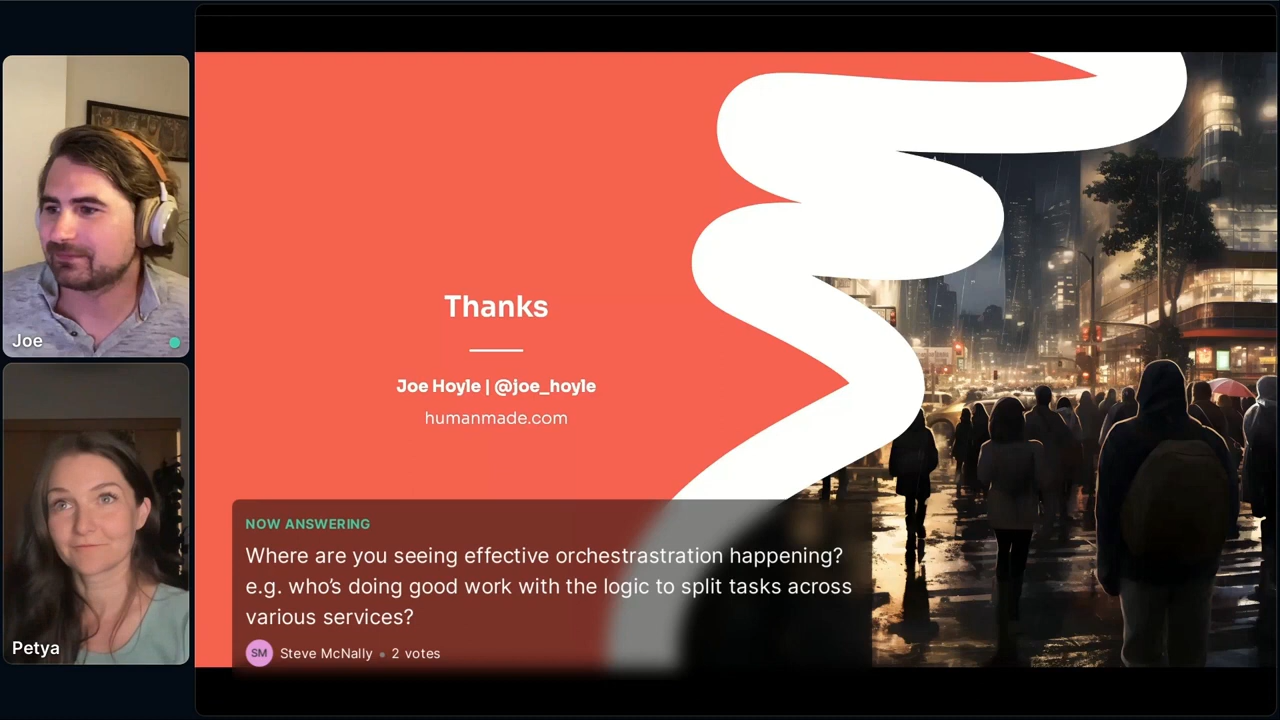 Joe
Petya
Thanks
Joe Hoyle | @joe_hoyle
humanmade.com
NOW ANSWERING
Where are you seeing effective orchestrastration happening?
e.g. who's doing good work with the logic to split tasks across
various services?
SM Steve McNally • 2 votes